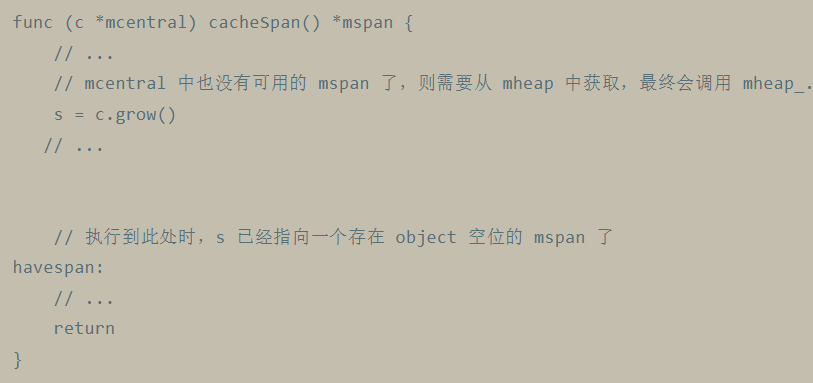 func (c *mcentral) cacheSpan() *mspan {
// ...
// mcentral 中也没有可用的 mspan 了，则需要从 mheap 中获取，最终会调用 mheap_.
s = c.grow()
// ...
// 执行到此处时，s 已经指向一个存在 object 空位的 mspan 了
havespan:
// ...
return
}